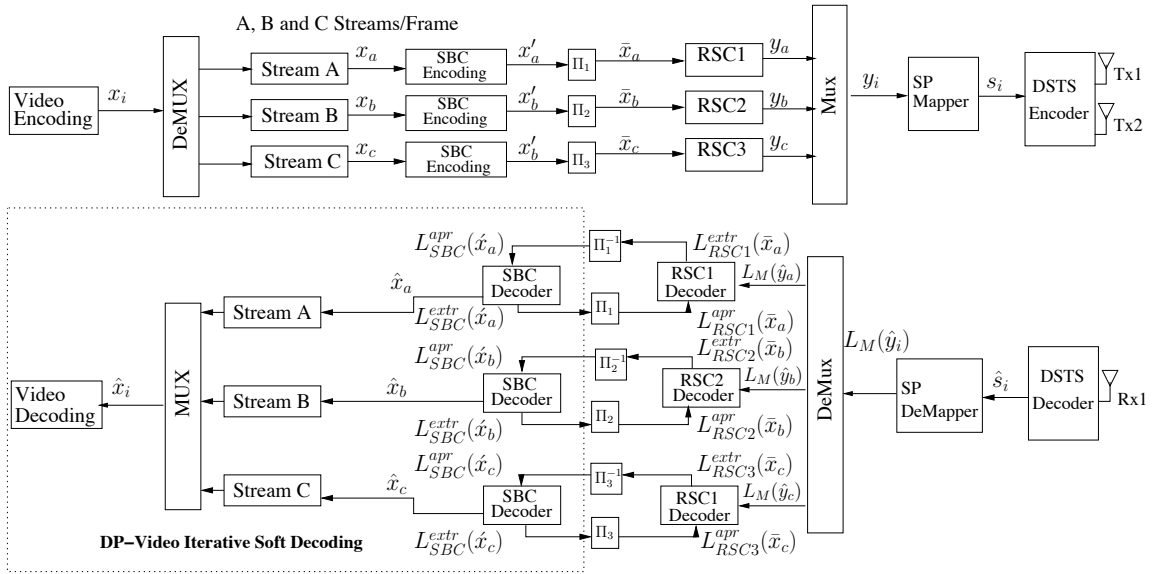 A, B and C Streams/Frame
Video Encoding
x_i
DeMUX
Stream A
x_a
SBC Encoding
x'_a
Π_1
x̄_a
RSC1
y_a
Stream B
x_b
SBC Encoding
x'_b
Π_2
x̄_b
RSC2
y_b
Stream C
x_c
SBC Encoding
x'_b
Π_3
x̄_c
RSC3
y_c
Mux
y_i
SP Mapper
s_i
DSTS Encoder
Tx1
Tx2
L^{apr}_{SBC}(x́_a)
Π_1^{-1}
L^{extr}_{RSC1}(x̄_a)
x̂_a
SBC Decoder
RSC1 Decoder
L_M(ŷ_a)
Stream A
L^{extr}_{SBC}(x́_a)
Π_1
L^{apr}_{RSC1}(x̄_a)
L^{apr}_{SBC}(x́_b)
Π_2^{-1}
L^{extr}_{RSC2}(x̄_b)
Video Decoding
x̂_i
MUX
Stream B
x̂_b
SBC Decoder
RSC2 Decoder
L_M(ŷ_b)
DeMux
L_M(ŷ_i)
SP DeMapper
ŝ_i
DSTS Decoder
Rx1
L^{extr}_{SBC}(x́_b)
Π_2
L^{apr}_{RSC2}(x̄_b)
L^{apr}_{SBC}(x́_c)
Π_3^{-1}
L^{extr}_{RSC3}(x̄_c)
Stream C
x̂_c
SBC Decoder
RSC1 Decoder
L_M(ŷ_c)
L^{extr}_{SBC}(x́_c)
Π_3
L^{apr}_{RSC3}(x̄_c)
DP−Video Iterative Soft Decoding